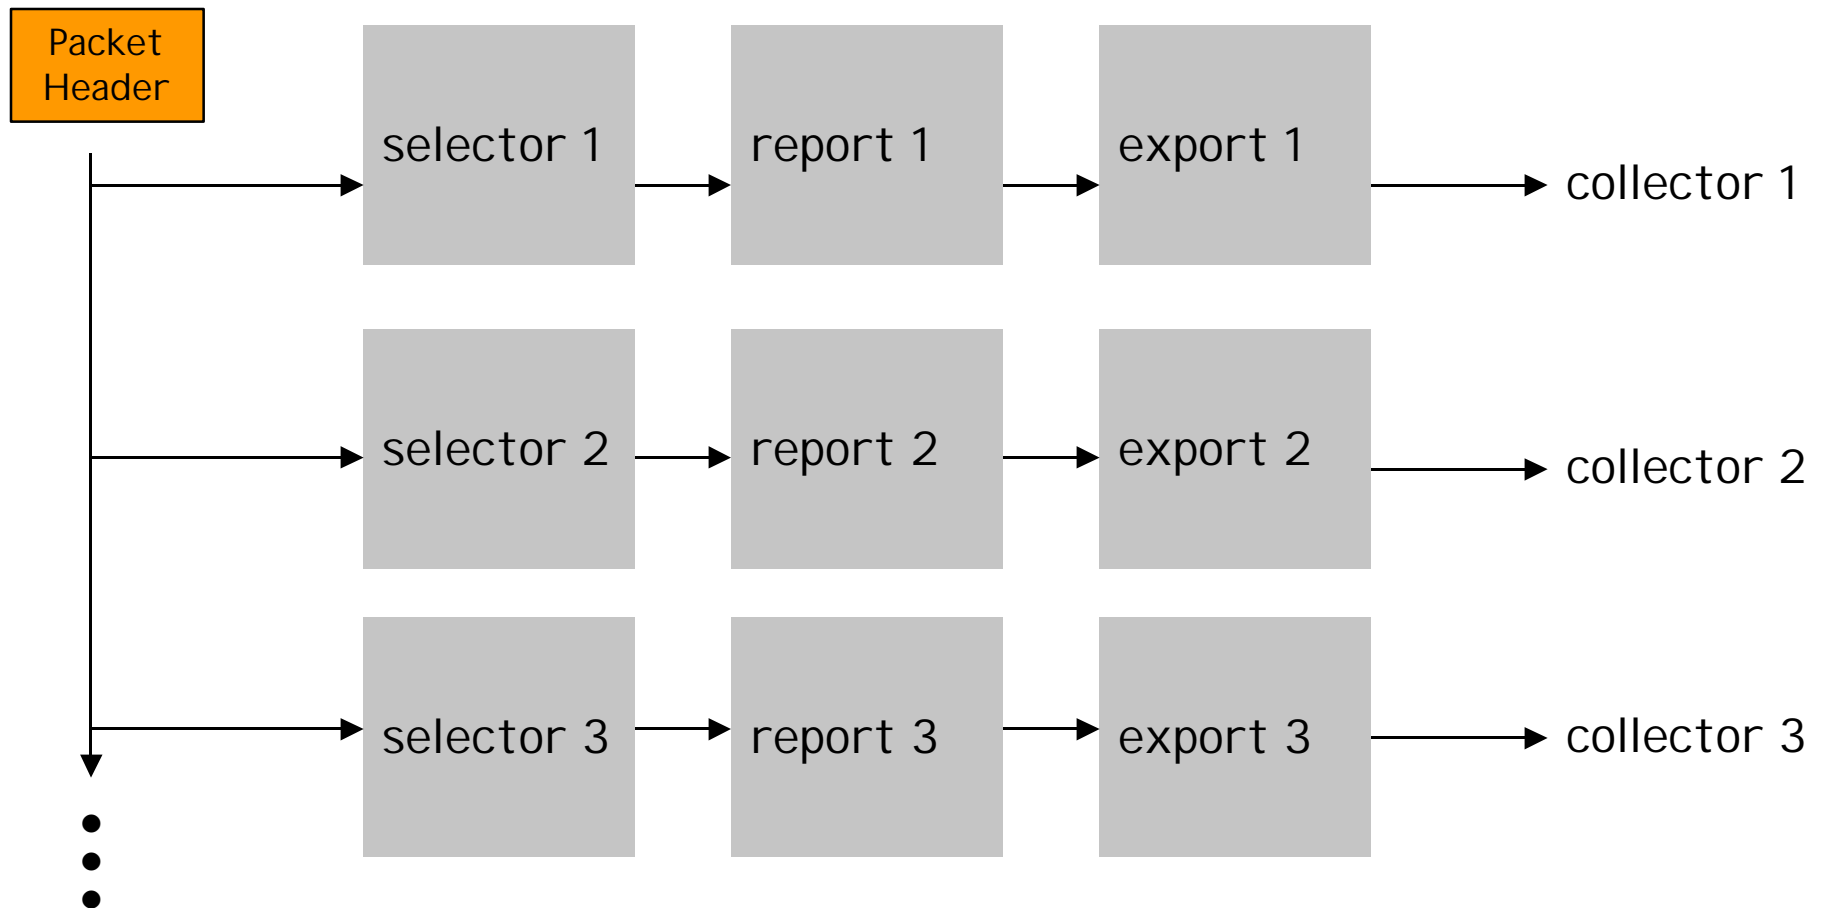 Packet
Header
selector 1
report 1
export 1
collector 1
selector 2
report 2
export 2
collector 2
selector 3
report 3
export 3
collector 3